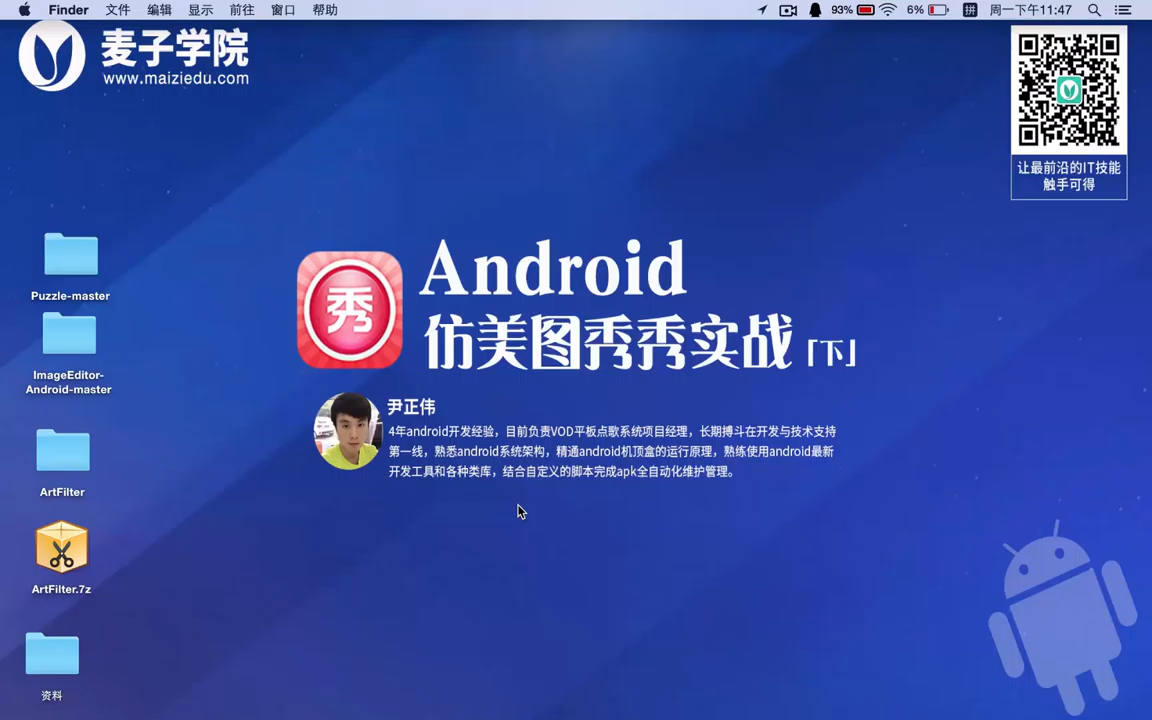 Finder 文件 编辑 显示 前往 窗口 帮助 93% 6% 拼 周一下午11:47
麦子学院
www.maiziedu.com
让最前沿的IT技能
触手可得
Puzzle-master
ImageEditor-
Android-master
ArtFilter
ArtFilter.7z
资料
秀
Android
仿美图秀秀实战「下」
尹正伟
4年android开发经验，目前负责VOD平板点歌系统项目经理，长期搏斗在开发与技术支持
第一线，熟悉android系统架构，精通android机顶盒的运行原理，熟练使用android最新
开发工具和各种类库，结合自定义的脚本完成apk全自动化维护管理。